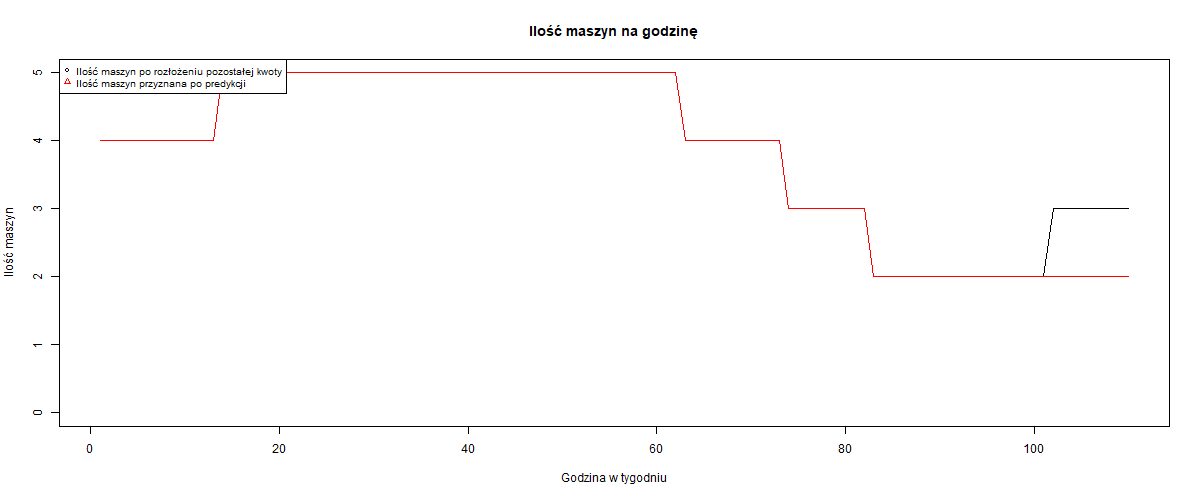 Ilość maszyn na godzinę
Ilość maszyn po rozłożeniu pozostałej kwoty
Ilość maszyn przyznana po predykcji
Ilość maszyn
5
4
3
2
1
0
0 20 40 60 80 100
Godzina w tygodniu